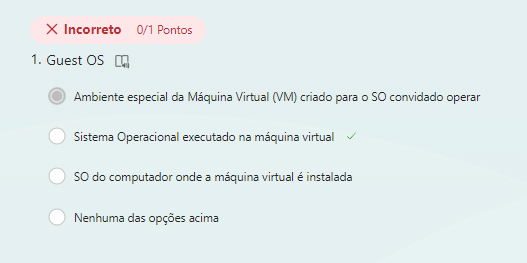 Incorreto 0/1 Pontos
1. Guest OS
Ambiente especial da Máquina Virtual (VM) criado para o SO convidado operar
Sistema Operacional executado na máquina virtual
SO do computador onde a máquina virtual é instalada
Nenhuma das opções acima